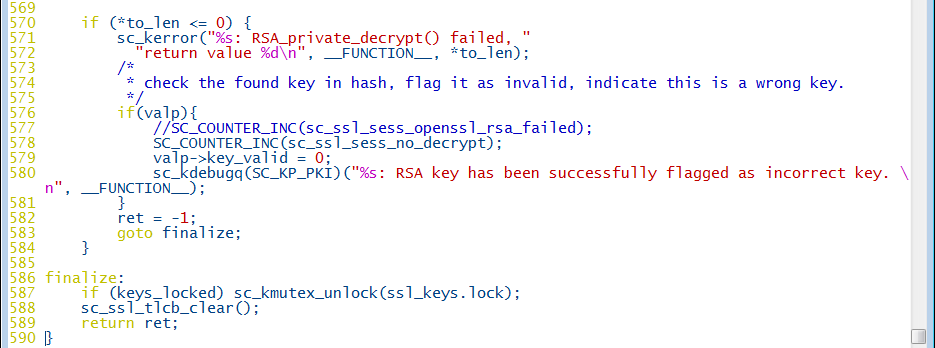 569
570     if (*to_len <= 0) {
571         sc_kerror("%s: RSA_private_decrypt() failed, "
572           "return value %d\n", __FUNCTION__, *to_len);
573         /*
574          * check the found key in hash, flag it as invalid, indicate this is a wrong key.
575          */
576         if(valp){
577             //SC_COUNTER_INC(sc_ssl_sess_openssl_rsa_failed);
578             SC_COUNTER_INC(sc_ssl_sess_no_decrypt);
579             valp->key_valid = 0;
580             sc_kdebugq(SC_KP_PKI)("%s: RSA key has been successfully flagged as incorrect key. \
    n", __FUNCTION__);
581         }
582         ret = -1;
583         goto finalize;
584     }
585
586 finalize:
587     if (keys_locked) sc_kmutex_unlock(ssl_keys.lock);
588     sc_ssl_tlcb_clear();
589     return ret;
590 }